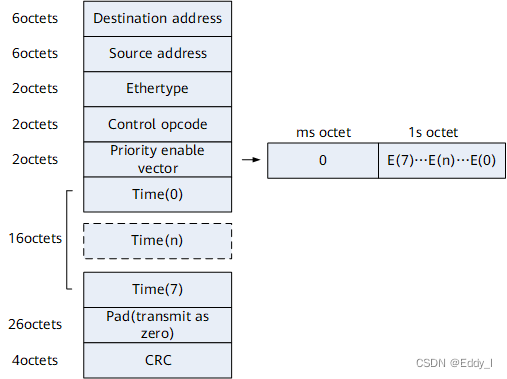 6octets Destination address
6octets Source address
2octets Ethertype
2octets Control opcode
ms octet 1s octet
2octets Priority enable
vector
0 E(7)···E(n)···E(0)
Time(0)
16octets Time(n)
Time(7)
26octets Pad(transmit as
zero)
4octets CRC
CSDN @Eddy_l